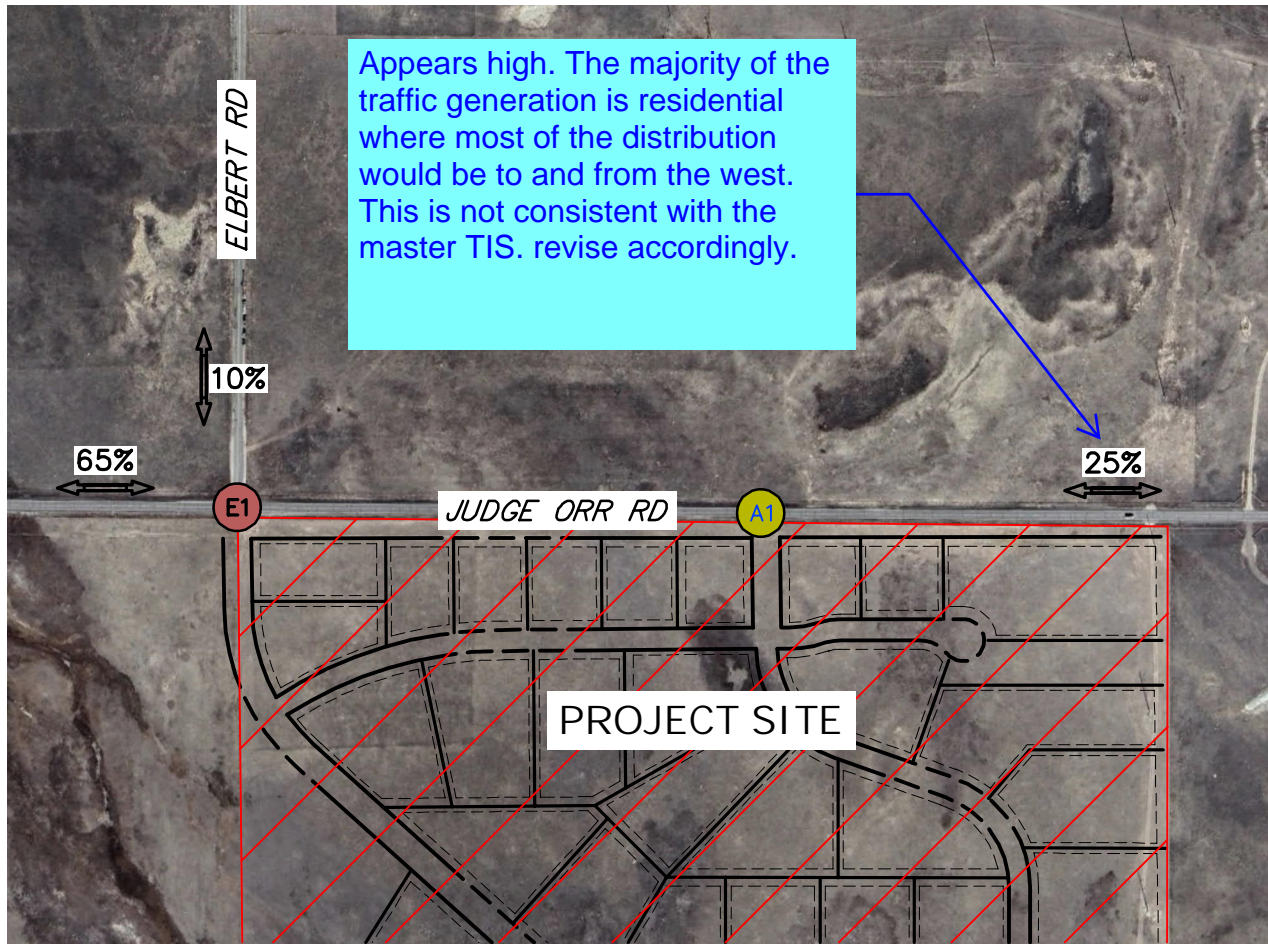 Appears high. The majority of the
traffic generation is residential
where most of the distribution
would be to and from the west.
This is not consistent with the
master TIS. revise accordingly.
ELBERT RD
10%
65%
25%
E1
JUDGE ORR RD
A1
PROJECT SITE